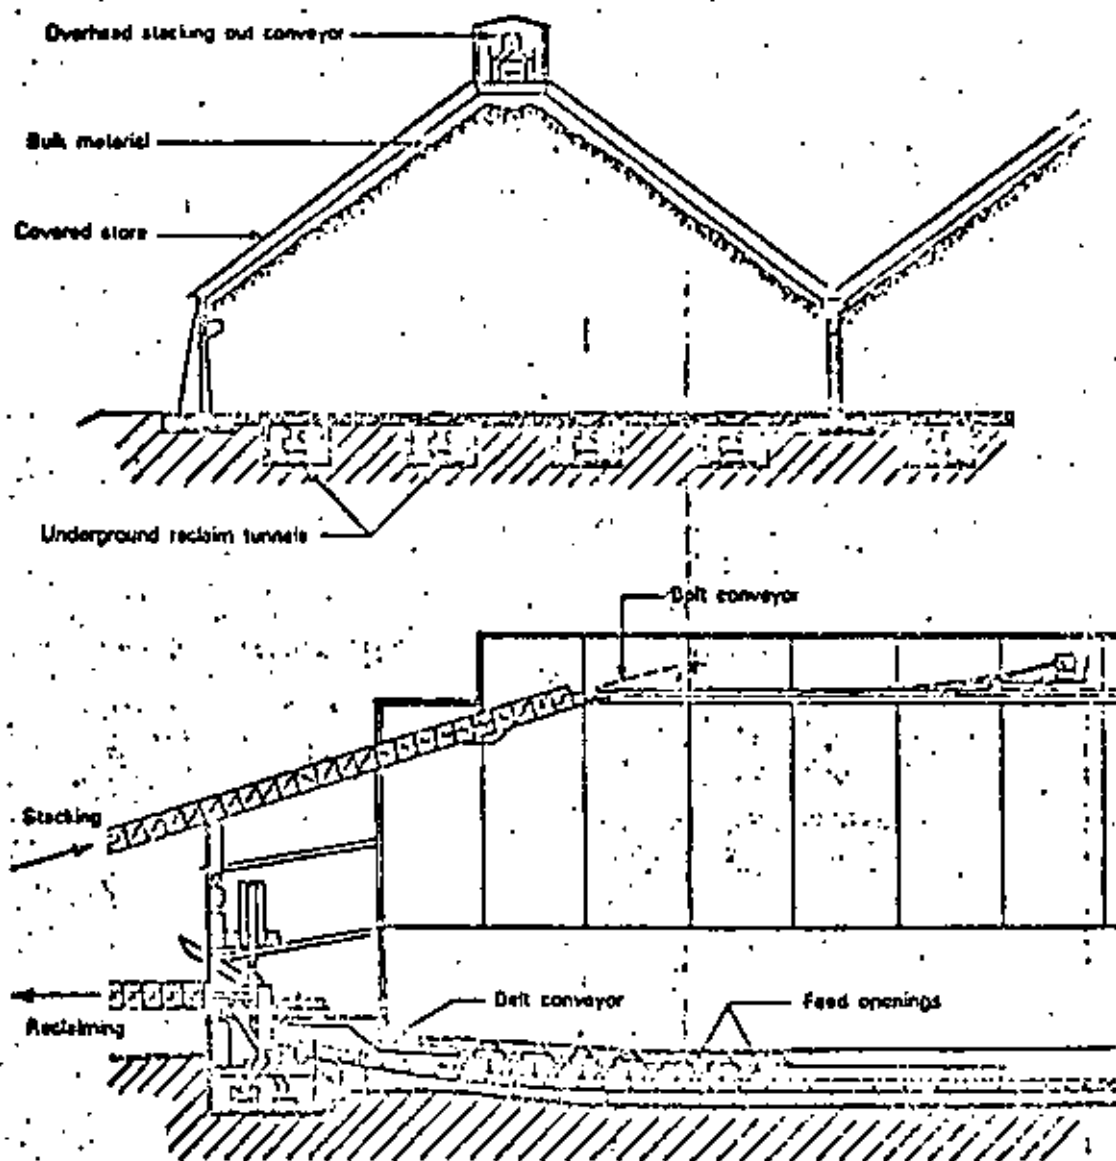 Overhead stacking out conveyor
Bulk material
Covered store
Underground reclaim tunnels
Belt conveyor
Stacking
Reclaiming
Belt conveyor
Feed openings